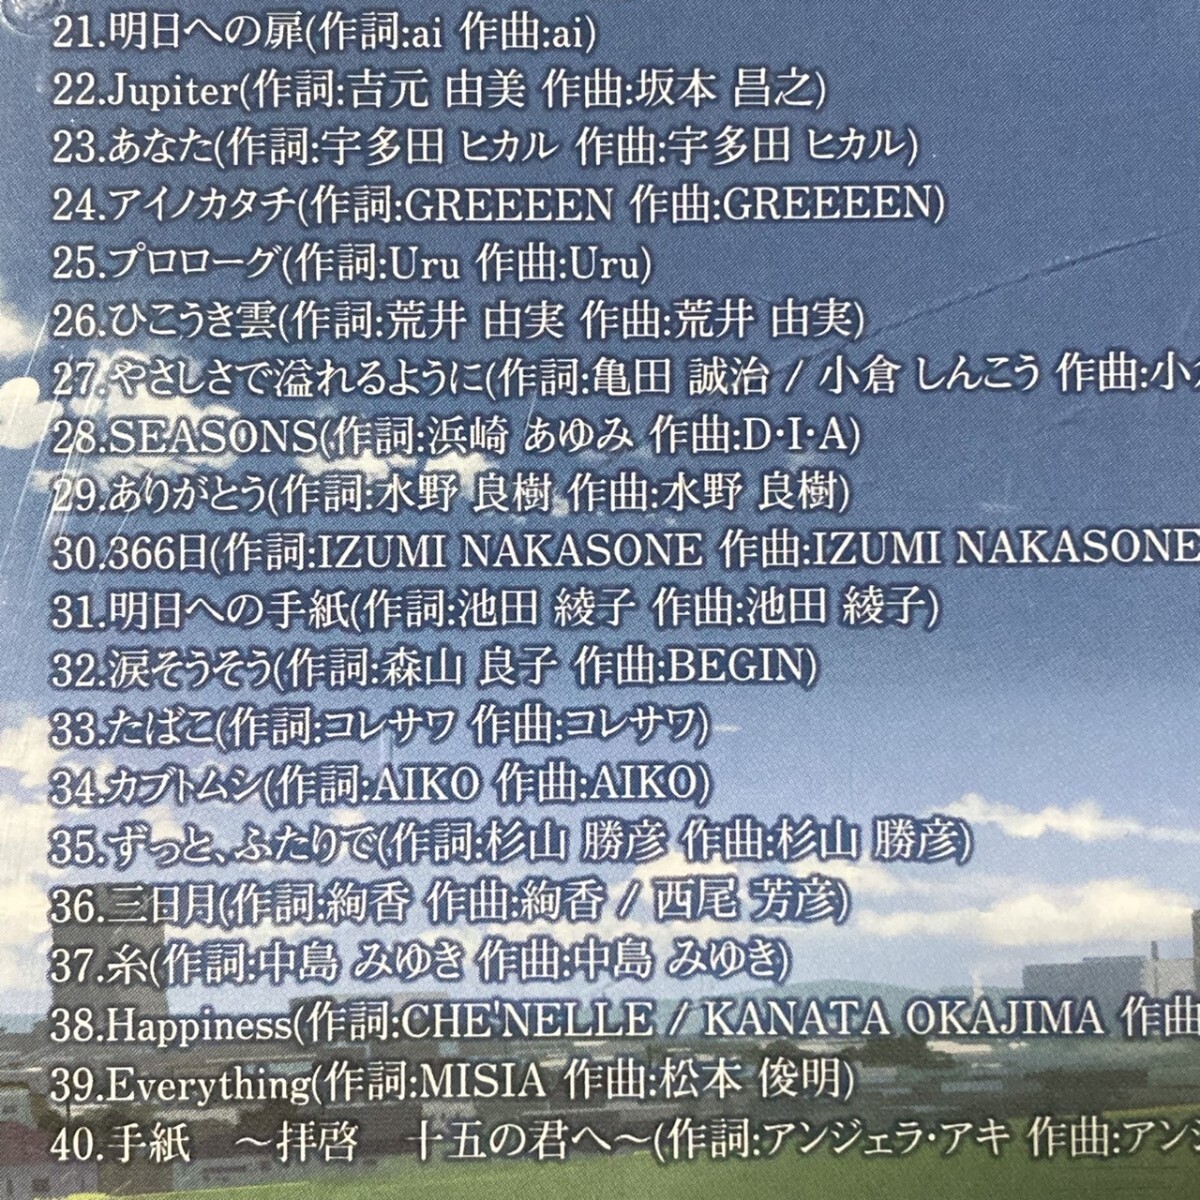 21.明日への扉(作詞:ai 作曲:ai)
22.Jupiter(作詞:吉元 由美 作曲:坂本 昌之)
23.あなた(作詞:宇多田 ヒカル 作曲:宇多田 ヒカル)
24.アイノカタチ(作詞:GREEEEN 作曲:GREEEEN)
25.プロローグ(作詞:Uru 作曲:Uru)
26.ひこうき雲(作詞:荒井 由実 作曲:荒井 由実)
27.やさしさで溢れるように(作詞:亀田 誠治 / 小倉 しんこう 作曲:小
28.SEASONS(作詞:浜崎 あゆみ 作曲:D・I・A)
29.ありがとう(作詞:水野 良樹 作曲:水野 良樹)
30.366日(作詞:IZUMI NAKASONE 作曲:IZUMI NAKASONE
31.明日への手紙(作詞:池田 綾子 作曲:池田 綾子)
32.涙そうそう(作詞:森山 良子 作曲:BEGIN)
33.たばこ(作詞:コレサワ 作曲:コレサワ)
34.カブトムシ(作詞:AIKO 作曲:AIKO)
35.ずっと、ふたりで(作詞:杉山 勝彦 作曲:杉山 勝彦)
36.三日月(作詞:絢香 作曲:絢香 / 西尾 芳彦)
37.糸(作詞:中島 みゆき 作曲:中島 みゆき)
38.Happiness(作詞:CHE'NELLE / KANATA OKAJIMA 作曲
39.Everything(作詞:MISIA 作曲:松本 俊明)
40.手紙　～拝啓　十五の君へ～(作詞:アンジェラ・アキ 作曲:アン